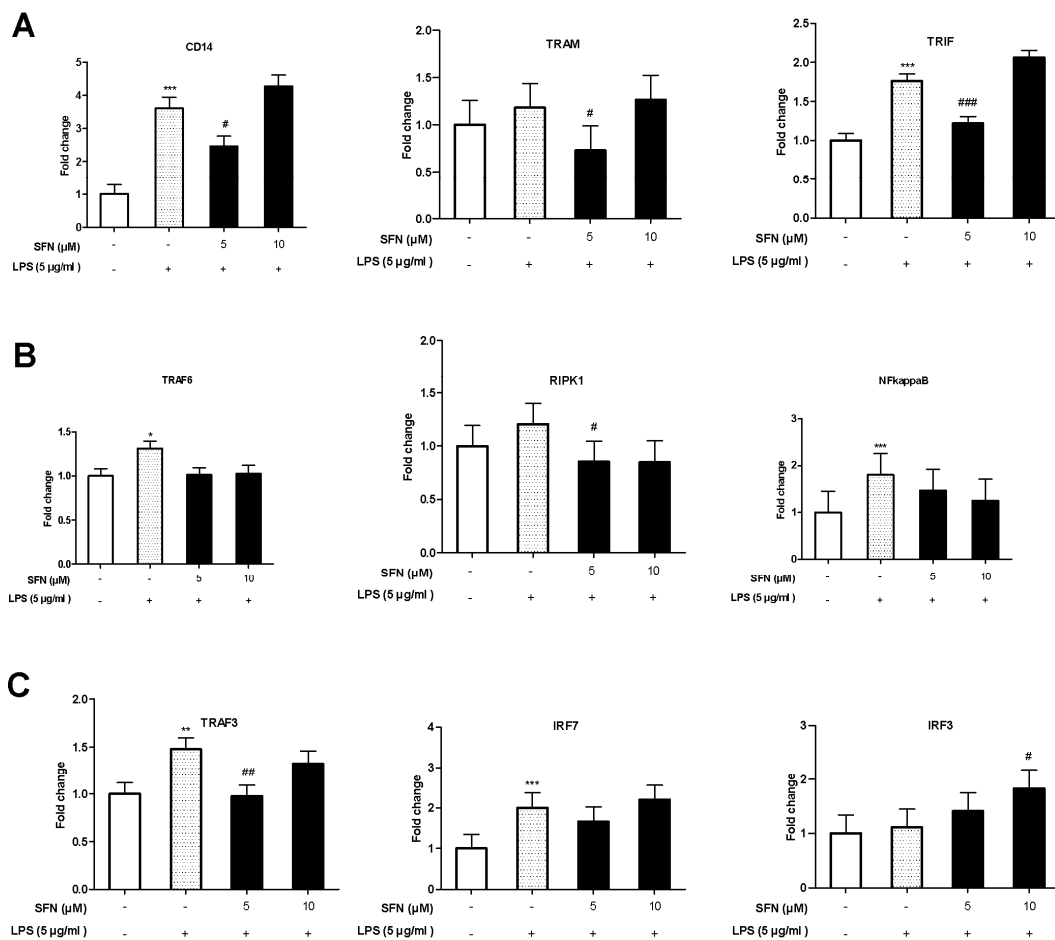 A
CD14
Fold change
5
4
3
2
1
0
***
#
SFN (µM)
- - 5 10
LPS (5 µg/ml )
- + + +
TRAM
Fold change
2.0
1.5
1.0
0.5
0.0
#
SFN (µM)
- - 5 10
LPS (5 µg/ml )
- + + +
TRIF
Fold change
2.5
2.0
1.5
1.0
0.5
0.0
***
###
SFN (µM)
- - 5 10
LPS (5 µg/ml )
- + + +
B
TRAF6
Fold change
1.5
1.0
0.5
0.0
*
SFN (µM)
- - 5 10
LPS (5 µg/ml )
- + + +
RIPK1
Fold change
2.0
1.5
1.0
0.5
0.0
#
SFN (µM)
- - 5 10
LPS (5 µg/ml )
- + + +
NFkappaB
Fold change
3
2
1
0
***
SFN (µM)
- - 5 10
LPS (5 µg/ml )
- + + +
C
TRAF3
Fold change
2.0
1.5
1.0
0.5
0.0
**
##
SFN (µM)
- - 5 10
LPS (5 µg/ml )
- + + +
IRF7
Fold change
4
3
2
1
0
***
SFN (µM)
- - 5 10
LPS (5 µg/ml )
- + + +
IRF3
Fold change
3
2
1
0
#
SFN (µM)
- - 5 10
LPS (5 µg/ml )
- + + +